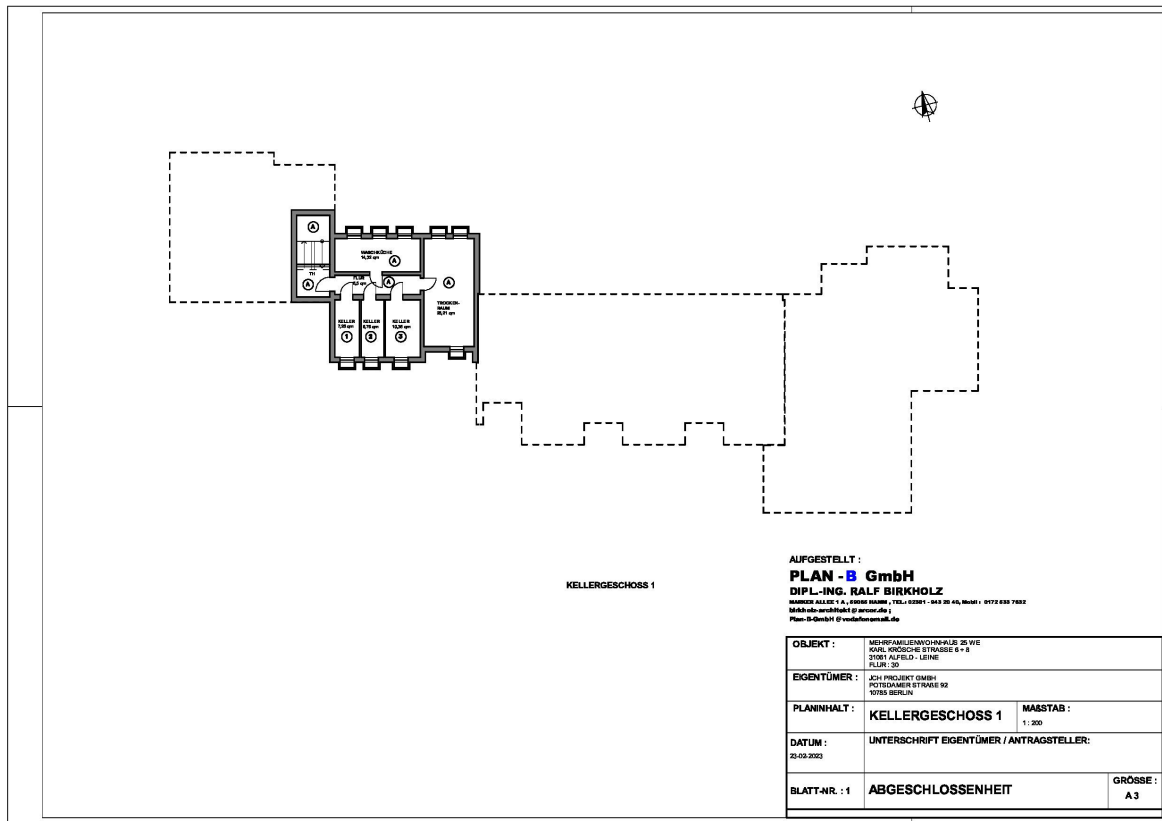 A
WASCHKÜCHE
A
TH
A
FLUR
A
A
TROCKEN-
RAUM
KELLER
KELLER
KELLER
1
2
3
KELLERGESCHOSS 1
AUFGESTELLT :
PLAN - B GmbH
DIPL.-ING. RALF BIRKHOLZ
birkholz-architekt @ arcor.de ;
Plan-B-GmbH @ vodafonemail.de
OBJEKT :
MEHRFAMILIENWOHNHAUS 25 WE
KARL KRÖSCHE STRASSE 6 + 8
31061 ALFELD - LEINE
FLUR : 30
EIGENTÜMER :
JCH PROJEKT GMBH
POTSDAMER STRAßE 92
10785 BERLIN
PLANINHALT :
KELLERGESCHOSS 1
MAßSTAB :
1 : 200
DATUM :
23-02-2023
UNTERSCHRIFT EIGENTÜMER / ANTRAGSTELLER:
BLATT-NR. : 1
ABGESCHLOSSENHEIT
GRÖSSE :
A 3